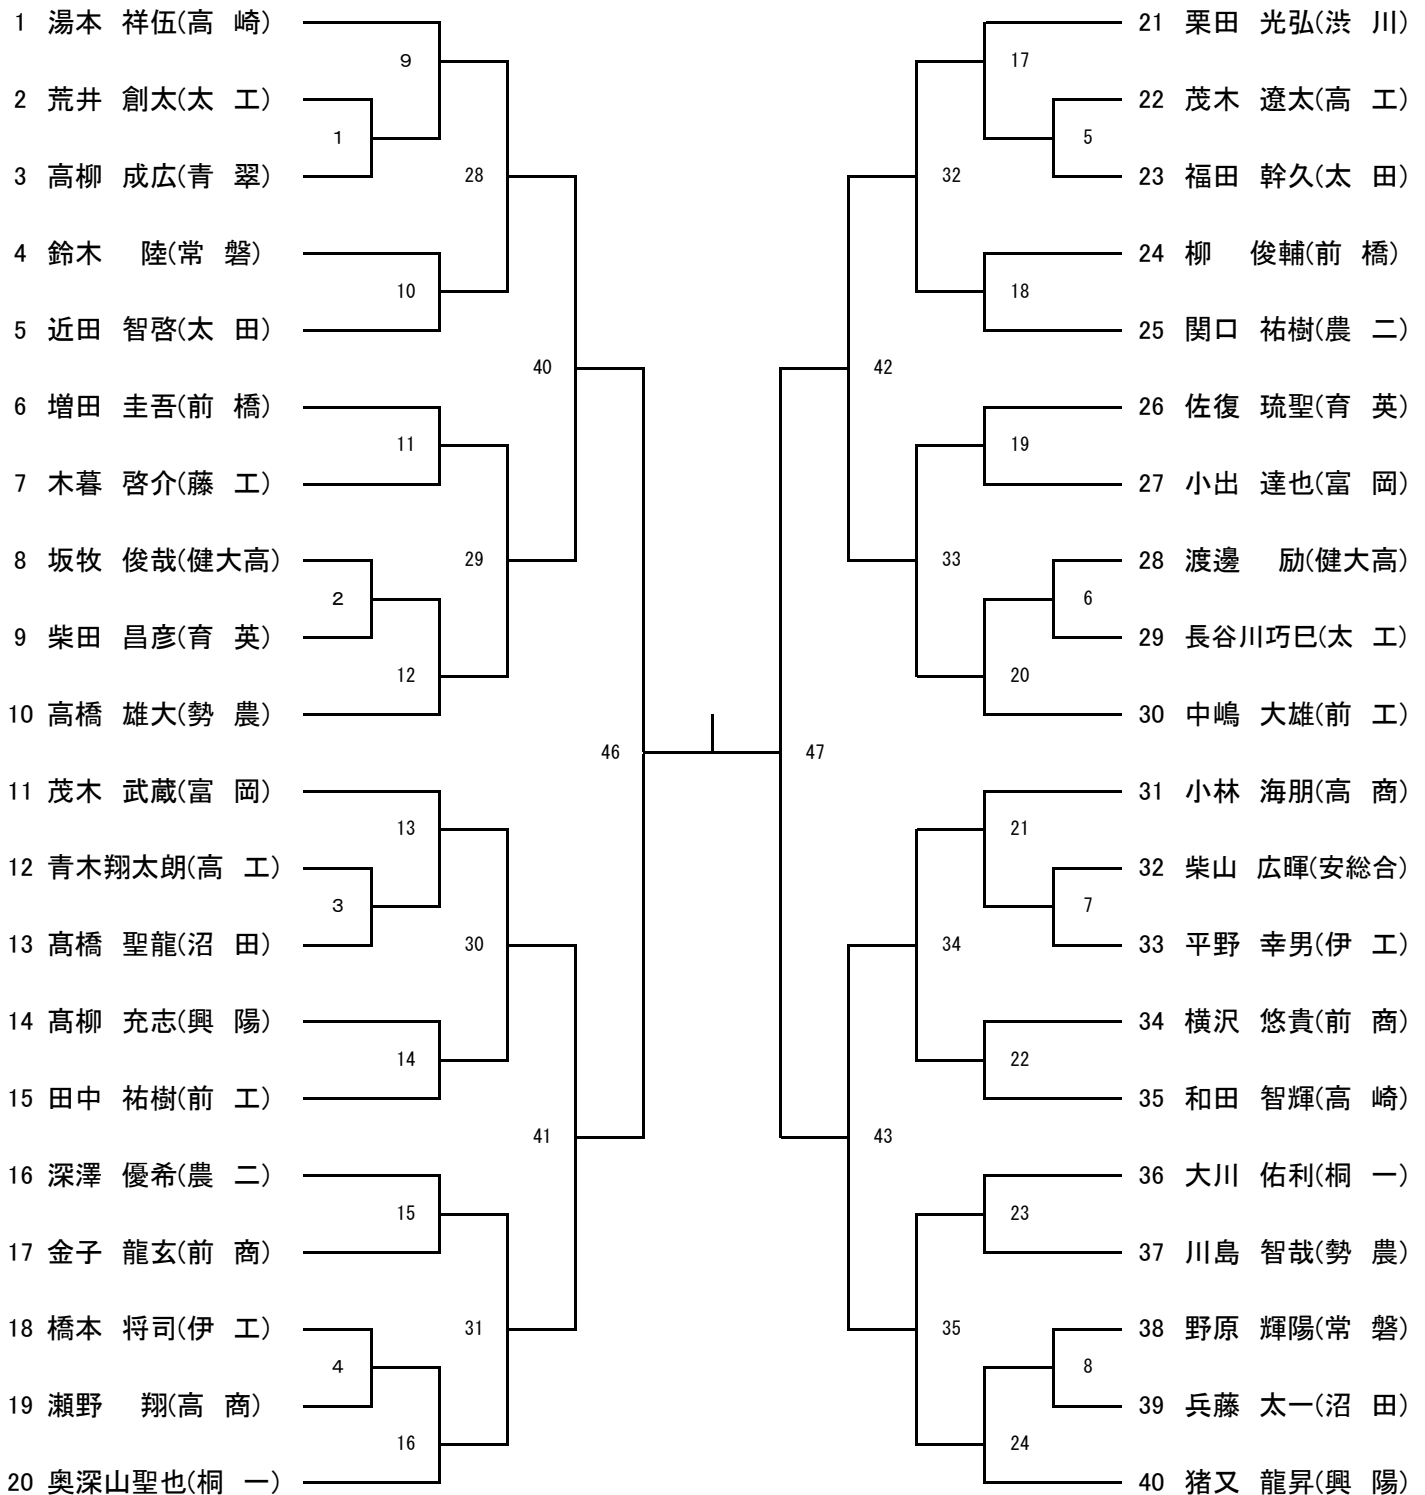 1 湯本 祥伍(高 崎)
2 荒井 創太(太 工)
3 高柳 成広(青 翠)
4 鈴木 陸(常 磐)
5 近田 智啓(太 田)
6 増田 圭吾(前 橋)
7 木暮 啓介(藤 工)
8 坂牧 俊哉(健大高)
9 柴田 昌彦(育 英)
10 高橋 雄大(勢 農)
11 茂木 武蔵(富 岡)
12 青木翔太朗(高 工)
13 髙橋 聖龍(沼 田)
14 髙柳 充志(興 陽)
15 田中 祐樹(前 工)
16 深澤 優希(農 二)
17 金子 龍玄(前 商)
18 橋本 将司(伊 工)
19 瀬野 翔(高 商)
20 奥深山聖也(桐 一)
1
2
3
4
9
10
11
12
13
14
15
16
28
29
30
31
40
41
46
47
42
43
32
33
34
35
17
18
19
20
21
22
23
24
5
6
7
8
21 栗田 光弘(渋 川)
22 茂木 遼太(高 工)
23 福田 幹久(太 田)
24 柳 俊輔(前 橋)
25 関口 祐樹(農 二)
26 佐復 琉聖(育 英)
27 小出 達也(富 岡)
28 渡邊 励(健大高)
29 長谷川巧巳(太 工)
30 中嶋 大雄(前 工)
31 小林 海朋(高 商)
32 柴山 広暉(安総合)
33 平野 幸男(伊 工)
34 横沢 悠貴(前 商)
35 和田 智輝(高 崎)
36 大川 佑利(桐 一)
37 川島 智哉(勢 農)
38 野原 輝陽(常 磐)
39 兵藤 太一(沼 田)
40 猪又 龍昇(興 陽)